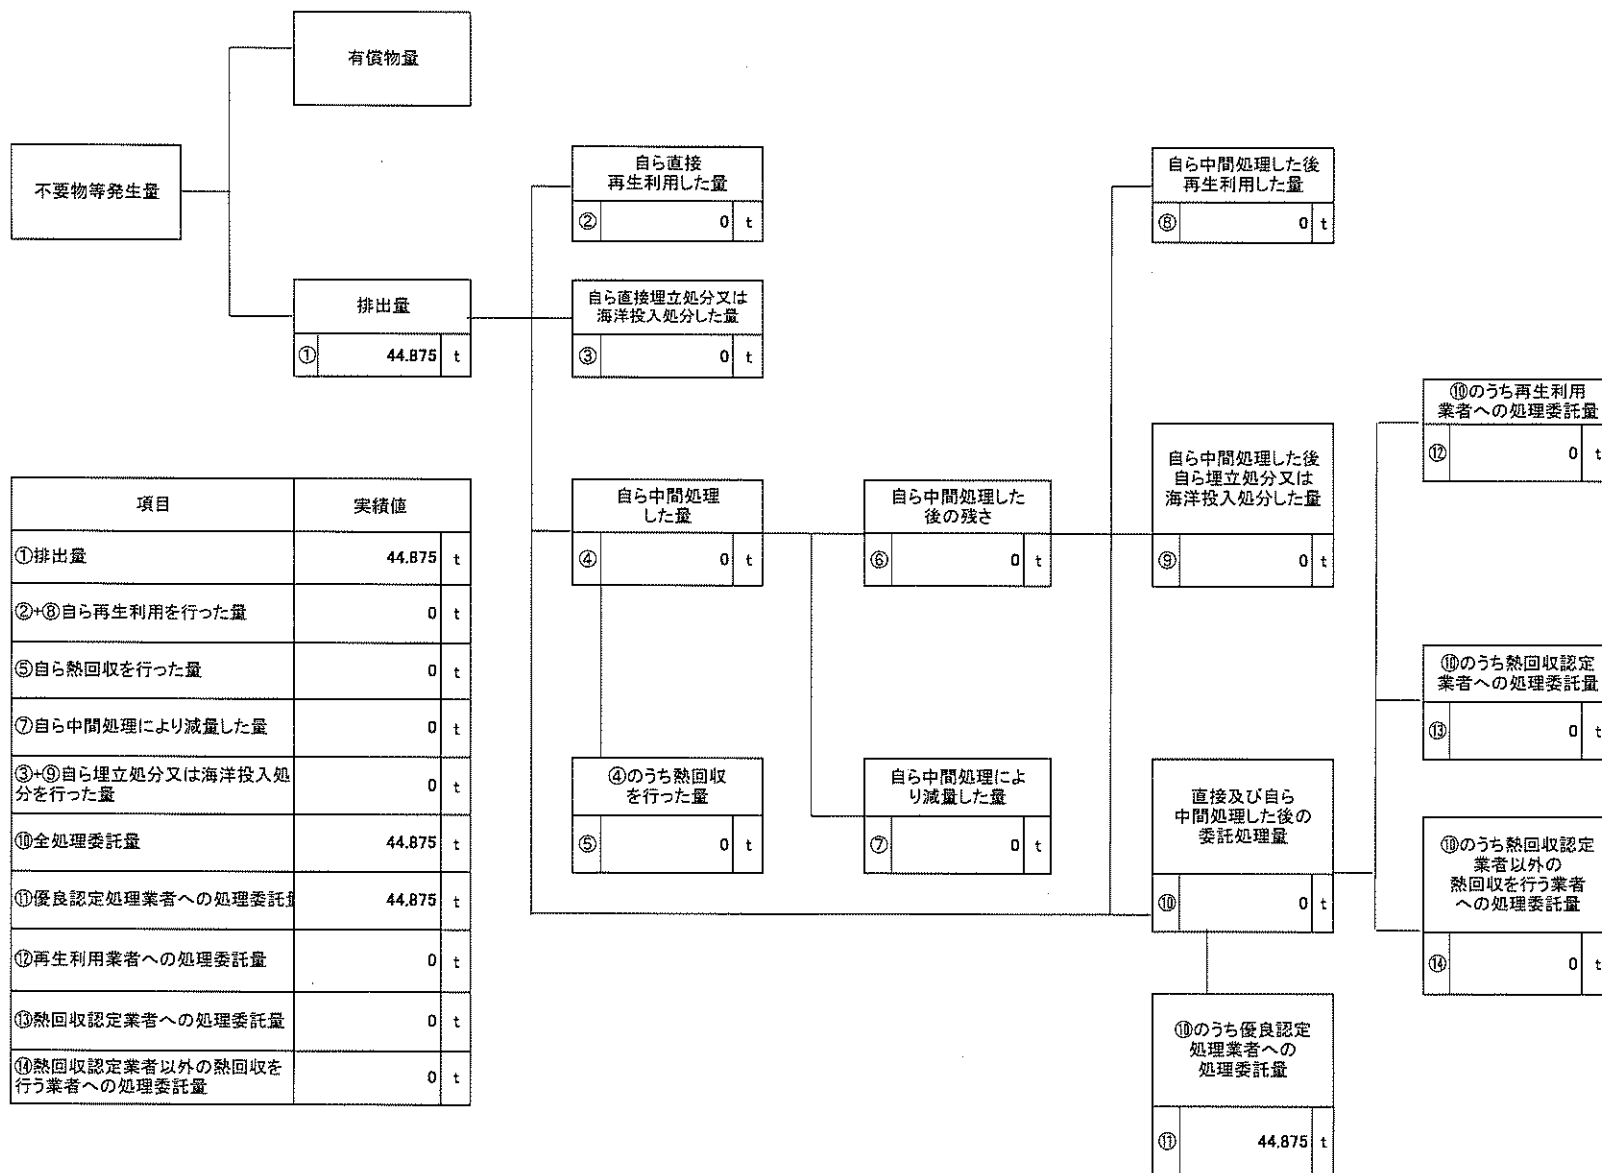 有償物量
不要物等発生量
排出量
① 44.875 t
自ら直接
再生利用した量
② 0 t
自ら直接埋立処分又は
海洋投入処分した量
③ 0 t
自ら中間処理
した量
④ 0 t
④のうち熱回収
を行った量
⑤ 0 t
自ら中間処理した
後の残さ
⑥ 0 t
自ら中間処理によ
り減量した量
⑦ 0 t
自ら中間処理した後
再生利用した量
⑧ 0 t
自ら中間処理した後
自ら埋立処分又は
海洋投入処分した量
⑨ 0 t
直接及び自ら
中間処理した後の
委託処理量
⑩ 0 t
⑩のうち優良認定
処理業者への
処理委託量
⑪ 44.875 t
⑩のうち再生利用
業者への処理委託量
⑫ 0 t
⑩のうち熱回収認定
業者への処理委託量
⑬ 0 t
⑩のうち熱回収認定
業者以外の
熱回収を行う業者
への処理委託量
⑭ 0 t
項目 実績値
①排出量 44.875 t
②+⑧自ら再生利用を行った量 0 t
⑤自ら熱回収を行った量 0 t
⑦自ら中間処理により減量した量 0 t
③+⑨自ら埋立処分又は海洋投入処
分を行った量 0 t
⑩全処理委託量 44.875 t
⑪優良認定処理業者への処理委託量 44.875 t
⑫再生利用業者への処理委託量 0 t
⑬熱回収認定業者への処理委託量 0 t
⑭熱回収認定業者以外の熱回収を
行う業者への処理委託量 0 t